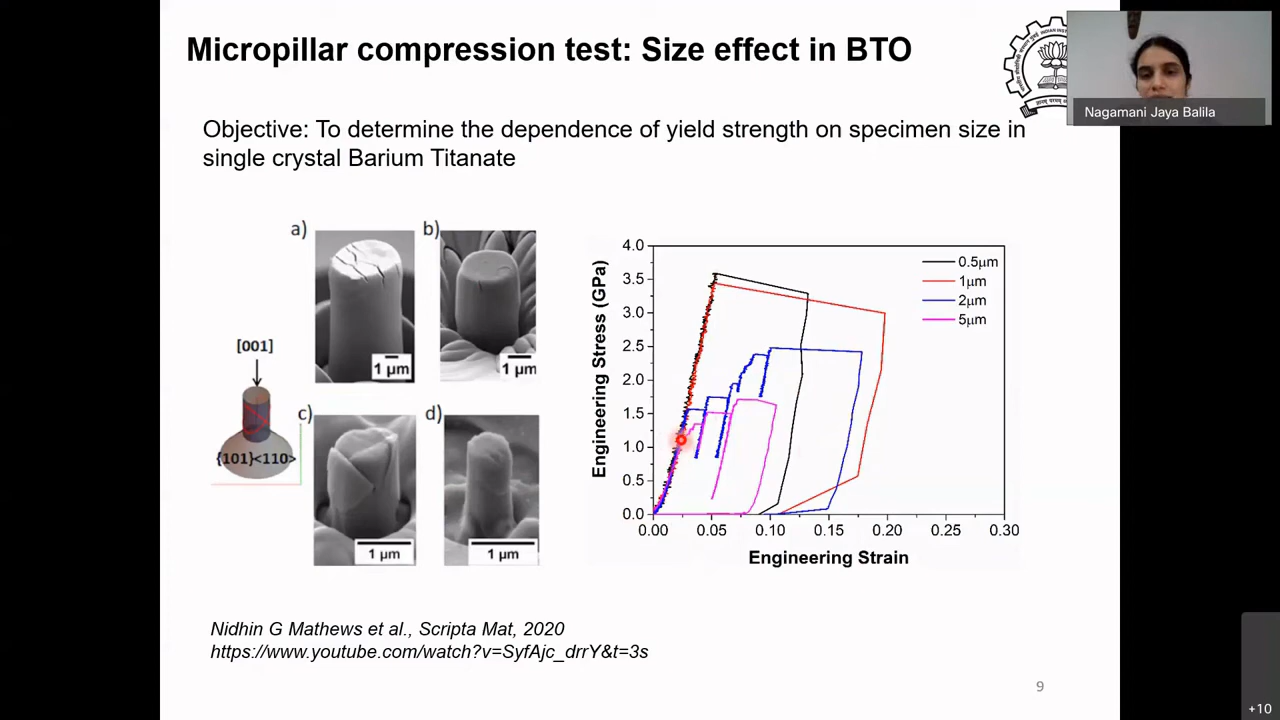 Micropillar compression test: Size effect in BTO
Nagamani Jaya Balila
Objective: To determine the dependence of yield strength on specimen size in
single crystal Barium Titanate
a)
b)
1 µm
1 µm
[001]
{101}<110>
c)
d)
1 µm
1 µm
4.0
3.5
3.0
2.5
2.0
1.5
1.0
0.5
0.0
Engineering Stress (GPa)
0.5µm
1µm
2µm
5µm
0.00 0.05 0.10 0.15 0.20 0.25 0.30
Engineering Strain
Nidhin G Mathews et al., Scripta Mat, 2020
https://www.youtube.com/watch?v=SyfAjc_drrY&t=3s
9
+10